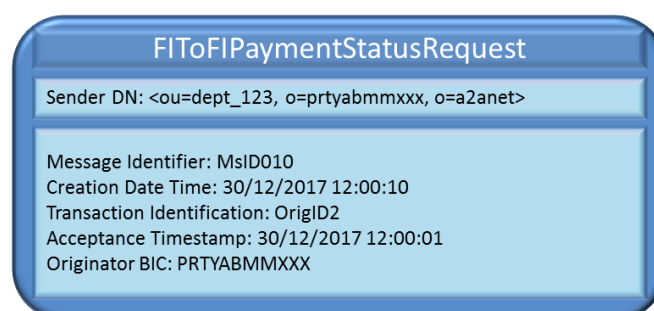 FIToFIPaymentStatusRequest
Sender DN: <ou=dept_123, o=prtyabmmxxx, o=a2anet>
Message Identifier: MsID010
Creation Date Time: 30/12/2017 12:00:10
Transaction Identification: OrigID2
Acceptance Timestamp: 30/12/2017 12:00:01
Originator BIC: PRTYABMMXXX